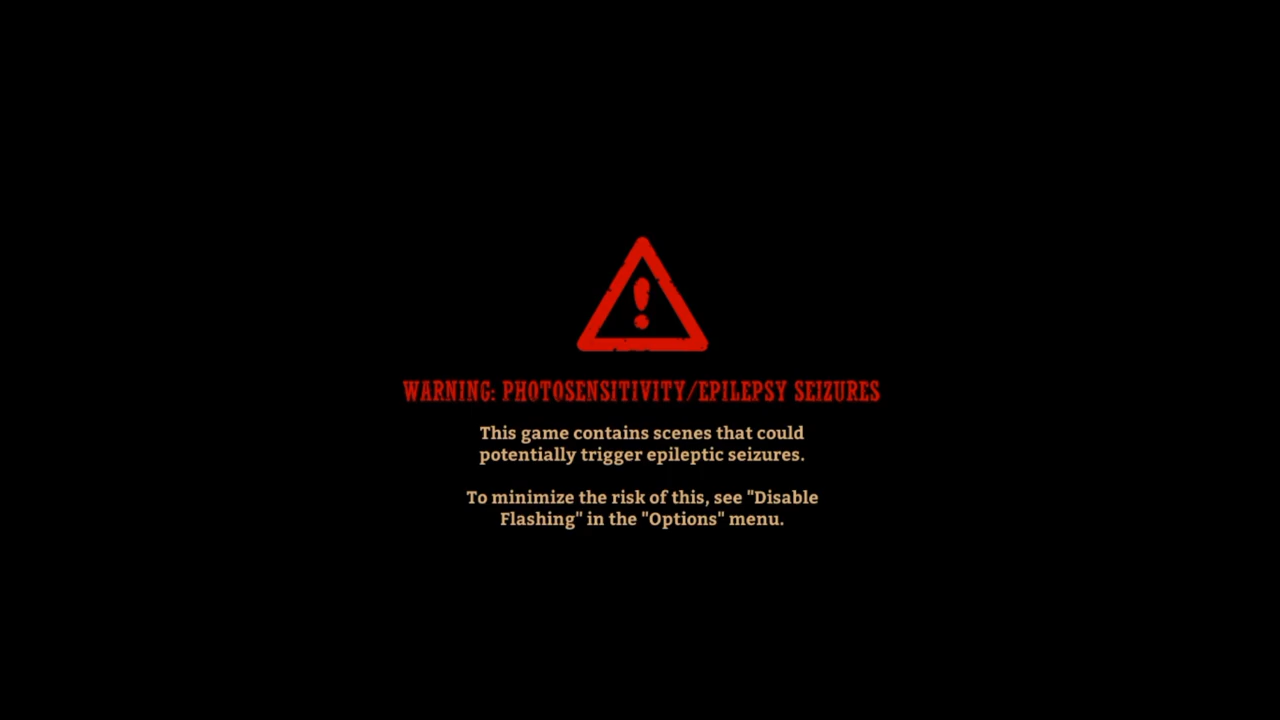 WARNING: PHOTOSENSITIVITY/EPILEPSY SEIZURES
This game contains scenes that could
potentially trigger epileptic seizures.
To minimize the risk of this, see "Disable
Flashing" in the "Options" menu.